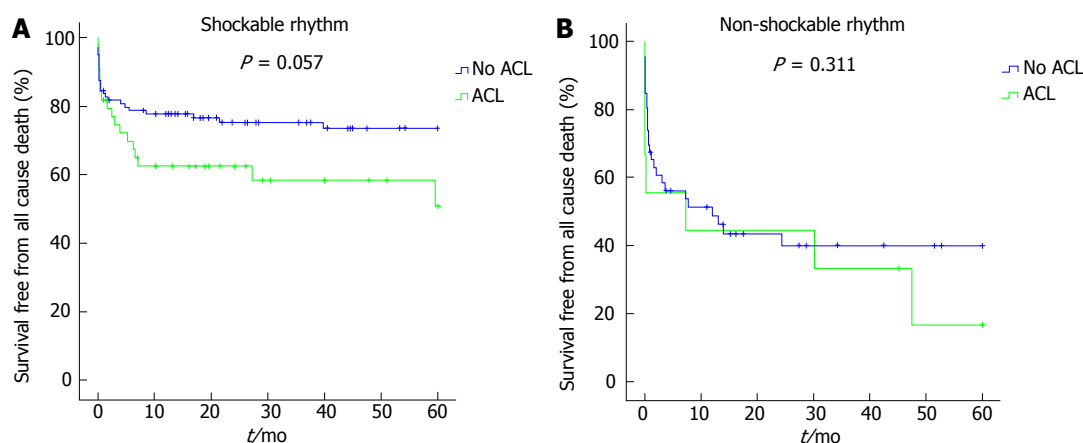 A
Shockable rhythm
P = 0.057
No ACL
ACL
Survival free from all cause death (%)
100
80
60
40
20
0
0 10 20 30 40 50 60
t/mo
B
Non-shockable rhythm
P = 0.311
No ACL
ACL
Survival free from all cause death (%)
100
80
60
40
20
0
0 10 20 30 40 50 60
t/mo